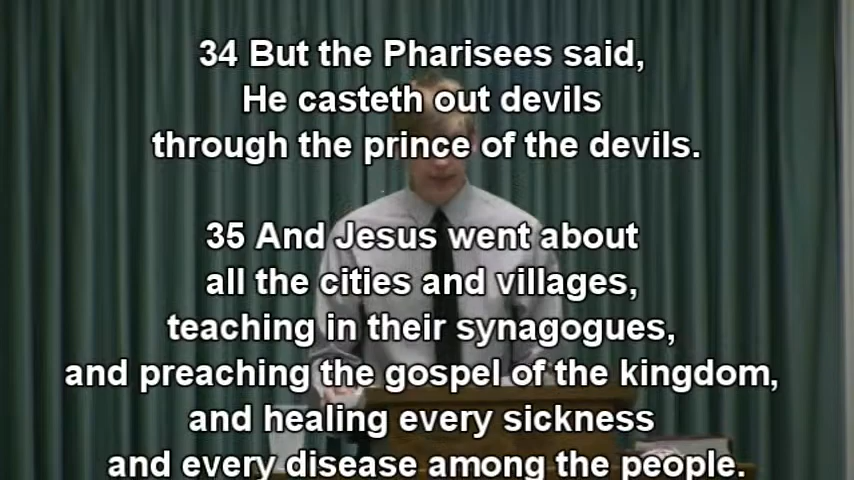 34 But the Pharisees said,
He casteth out devils
through the prince of the devils.
35 And Jesus went about
all the cities and villages,
teaching in their synagogues,
and preaching the gospel of the kingdom,
and healing every sickness
and every disease among the people.